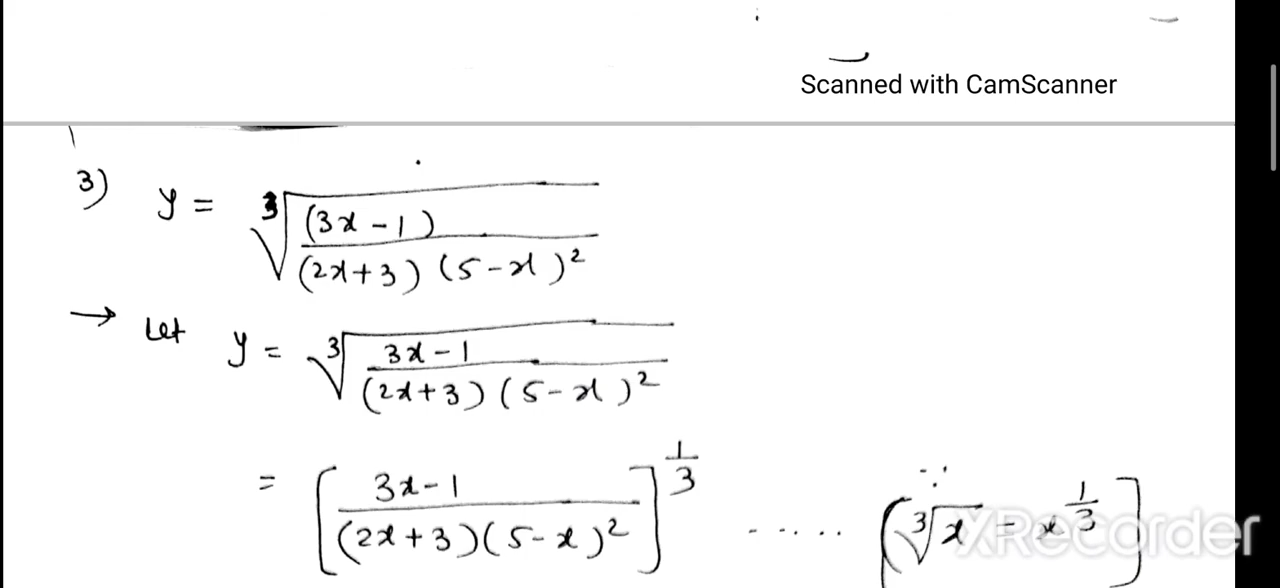 Scanned with CamScanner
3) y = ∛((3x - 1) / (2x+3) (5-x)²)
→ Let y = ∛(3x - 1 / (2x+3) (5-x)²)
= [3x-1 / (2x+3)(5-x)²]^(1/3) ..... [∵ ∛x = x^(1/3)]
XRecorder